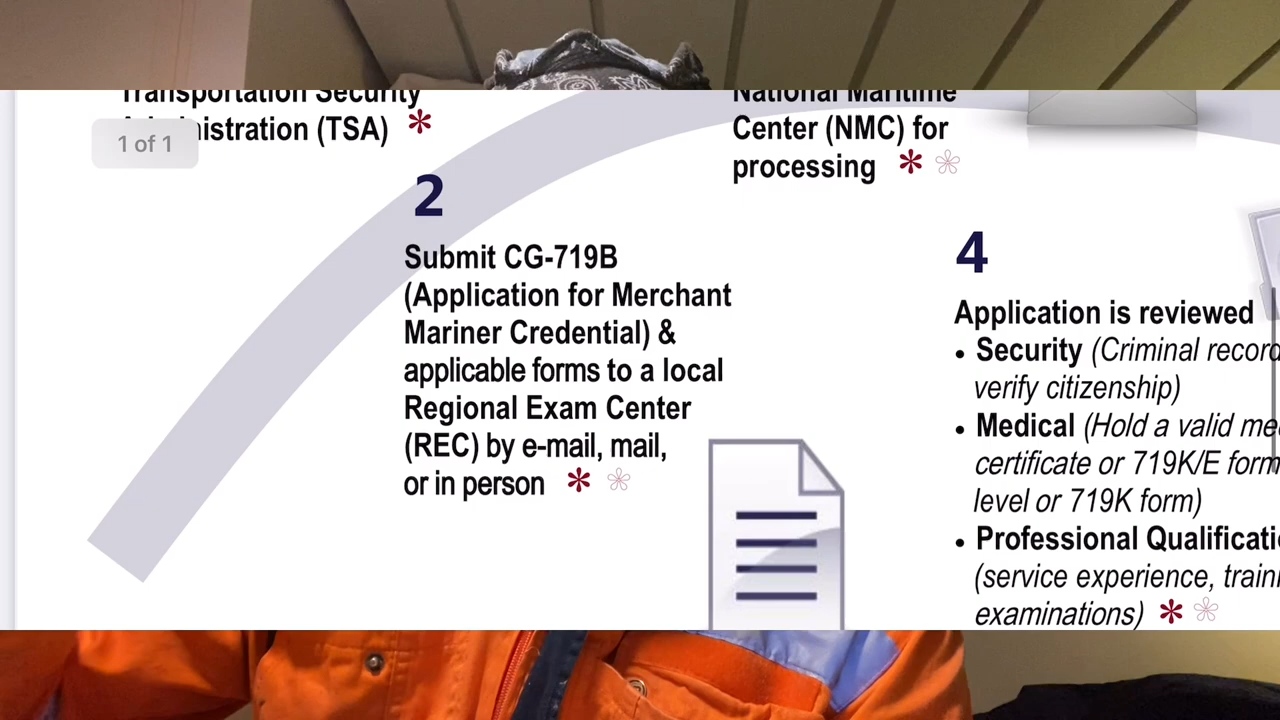 Transportation Security
istration (TSA) *
1 of 1
2
Submit CG-719B
(Application for Merchant
Mariner Credential) &
applicable forms to a local
Regional Exam Center
(REC) by e-mail, mail,
or in person *
National Maritime
Center (NMC) for
processing *
4
Application is reviewed
• Security (Criminal record
verify citizenship)
• Medical (Hold a valid
certificate or 719K/E form
level or 719K form)
• Professional
(service experience,
examinations) *